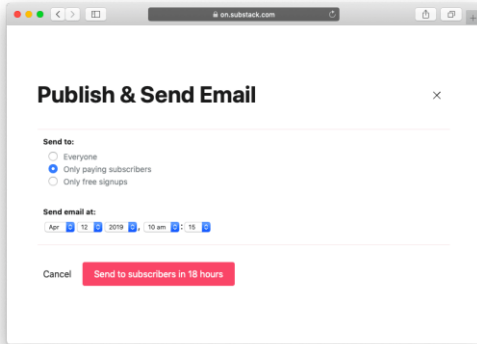 on.substack.com
Publish & Send Email
Send to:
Everyone
Only paying subscribers
Only free signups
Send email at:
Apr 12 2019 , 10 am : 15
Cancel Send to subscribers in 18 hours